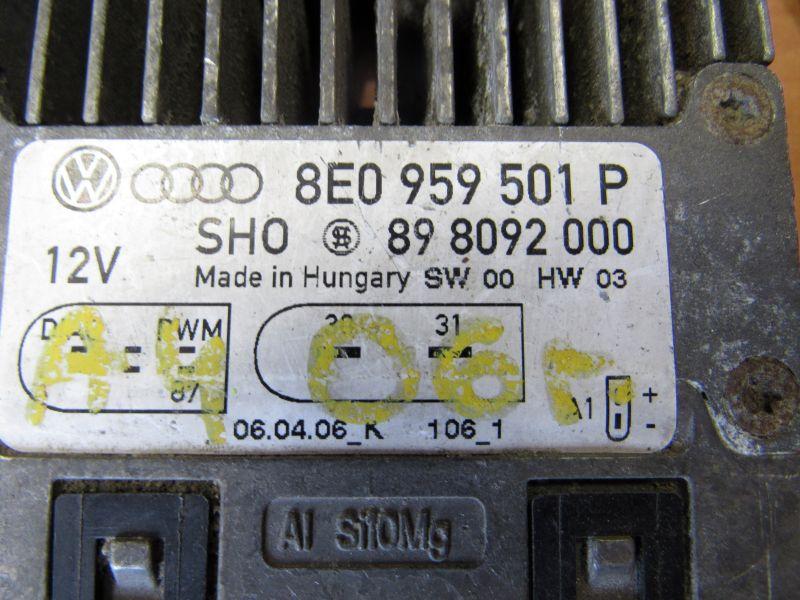 8E0 959 501 P
SHO 89 8092 000
12V Made in Hungary SW 00 HW 03
PWM 30 31
87
A4 06r
A1 + -
06.04.06_K 106_1
Al Si10Mg